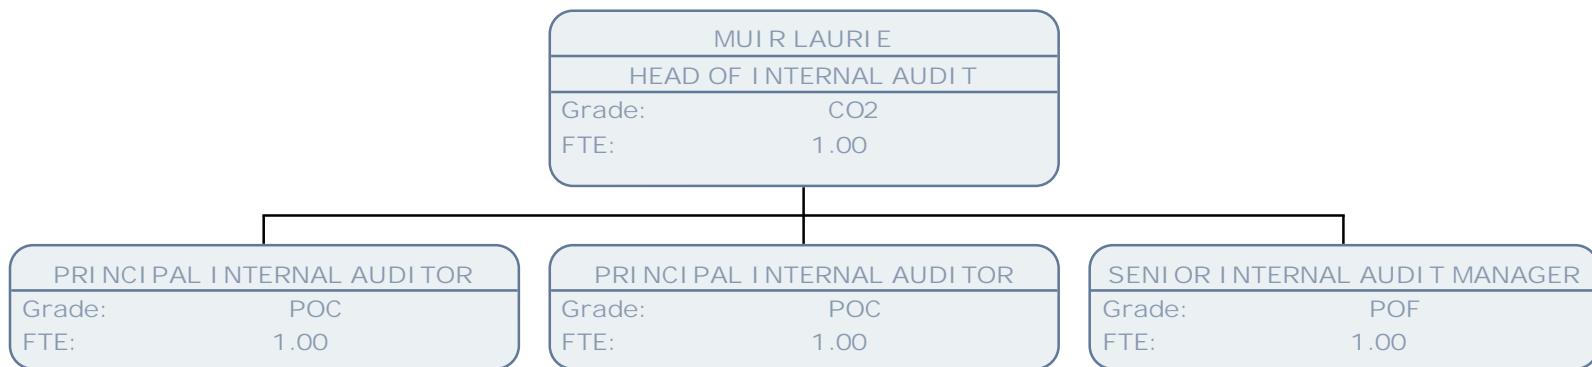 MUIR LAURIE
HEAD OF INTERNAL AUDIT
Grade: CO2
FTE: 1.00
PRINCIPAL INTERNAL AUDITOR
Grade: POC
FTE: 1.00
PRINCIPAL INTERNAL AUDITOR
Grade: POC
FTE: 1.00
SENIOR INTERNAL AUDIT MANAGER
Grade: POF
FTE: 1.00